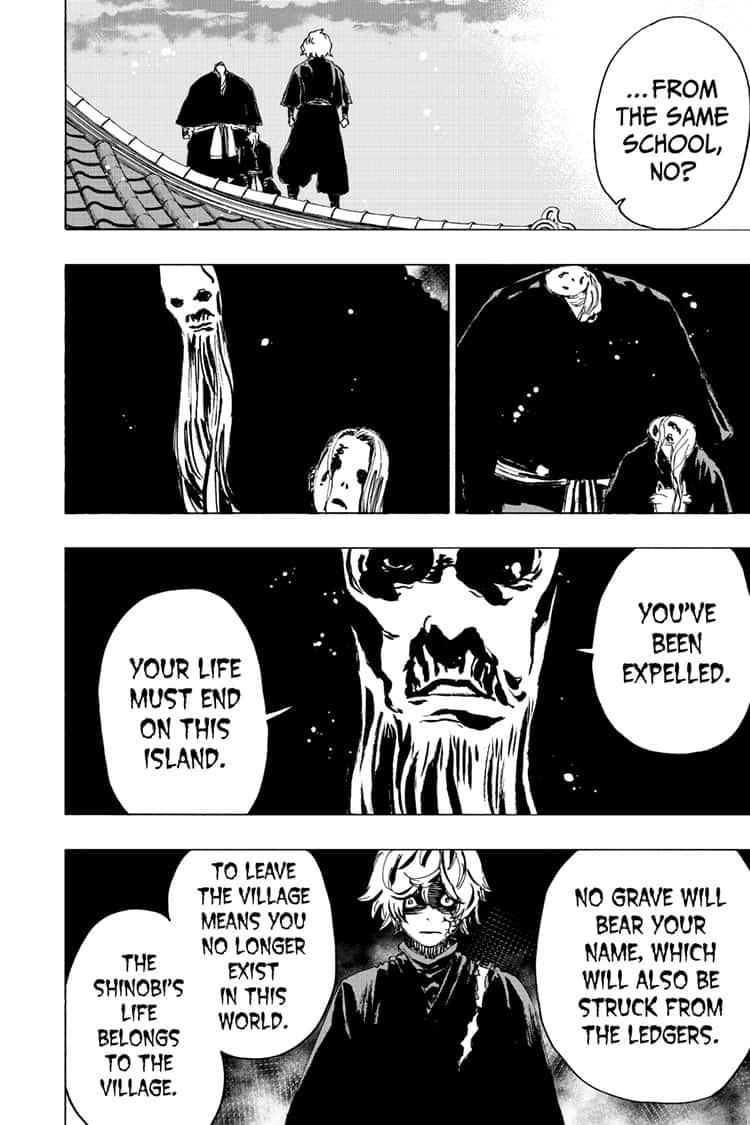 ...FROM
THE SAME
SCHOOL,
NO?
YOU'VE
BEEN
EXPELLED.
YOUR LIFE
MUST END
ON THIS
ISLAND.
NO GRAVE WILL
BEAR YOUR
NAME, WHICH
WILL ALSO BE
STRUCK FROM
THE LEDGERS.
TO LEAVE
THE VILLAGE
MEANS YOU
NO LONGER
EXIST
IN THIS
WORLD.
THE
SHINOBI'S
LIFE
BELONGS
TO THE
VILLAGE.